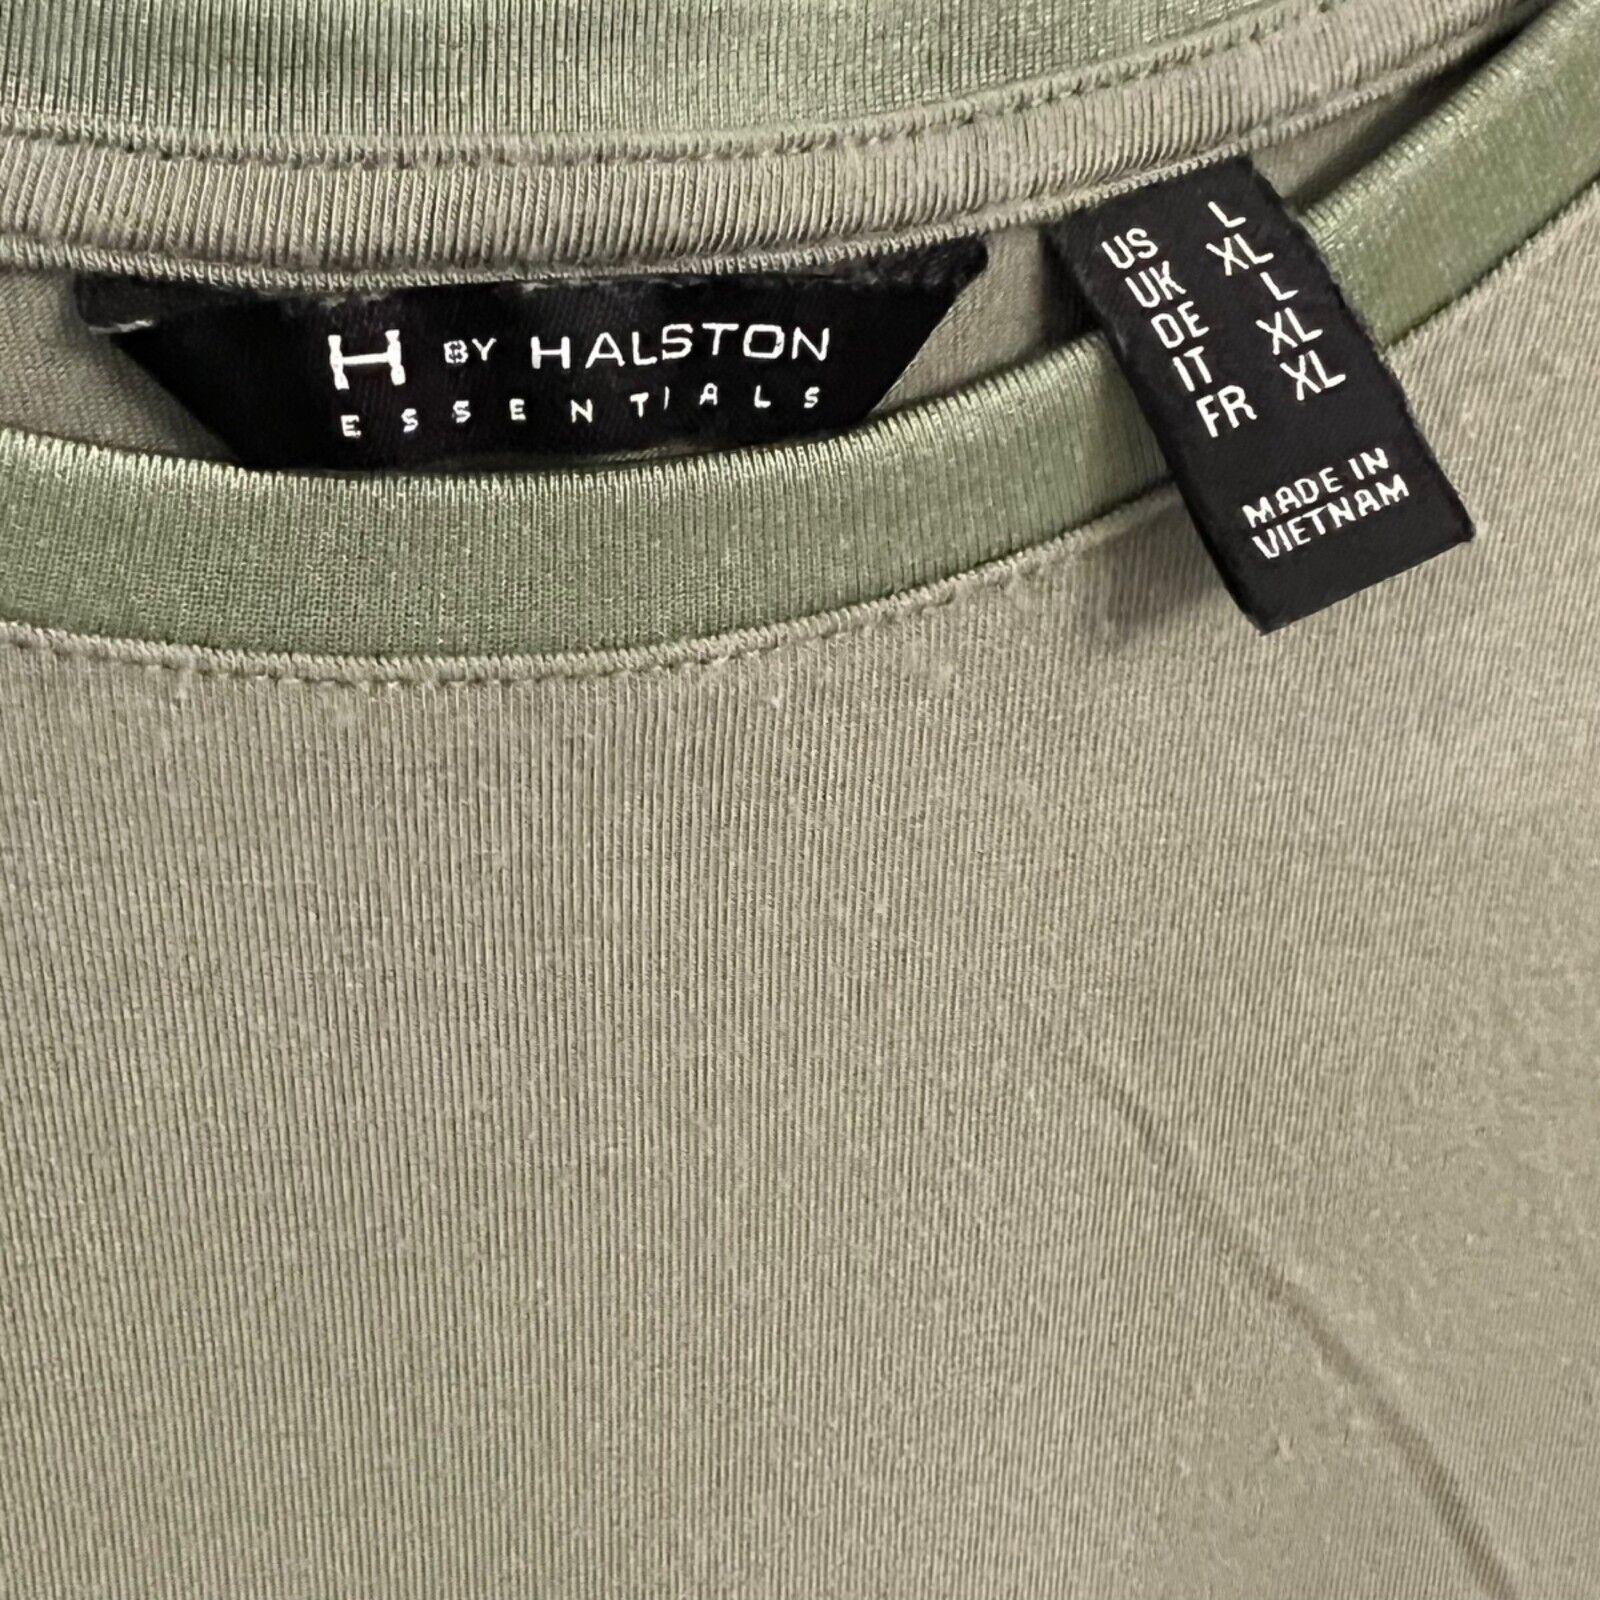 H BY HALSTON
ESSENTIALS
US L
UK XL
DE L
IT XL
FR XL
MADE IN
VIETNAM